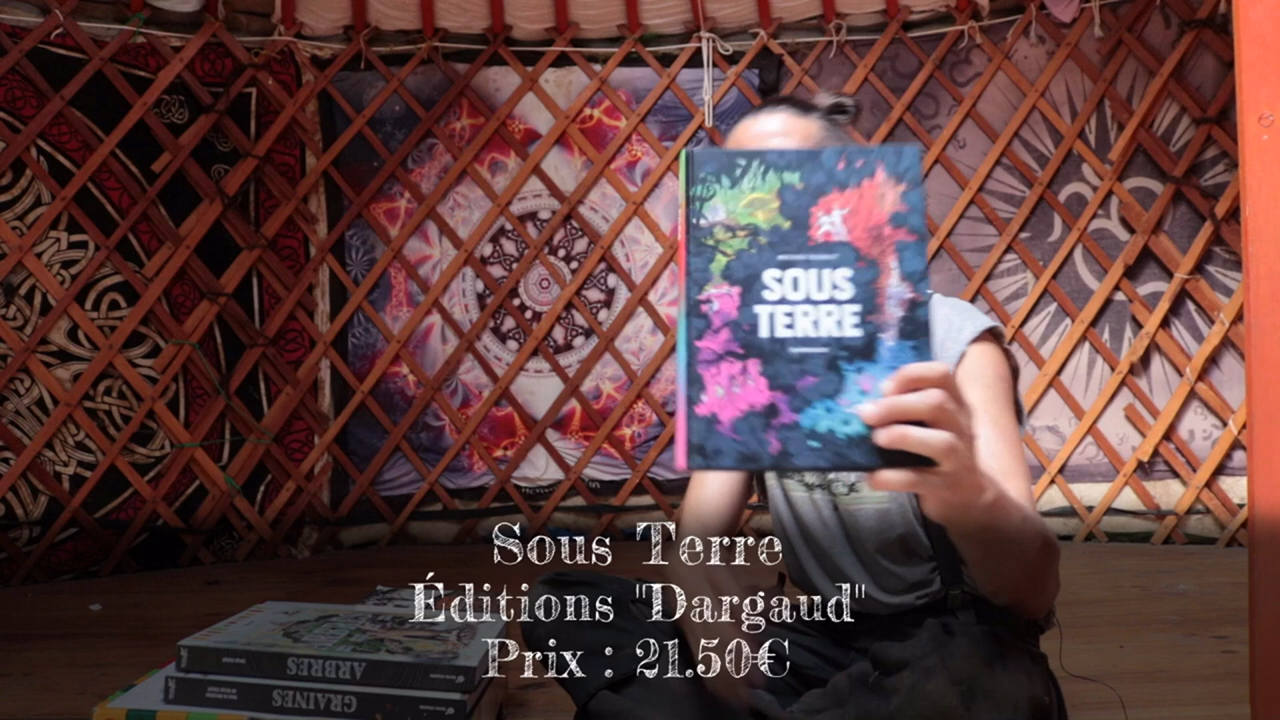 SOUS
TERRE
Sous Terre
Éditions "Dargaud"
Prix : 21.50€
ARBRES
GRAINES